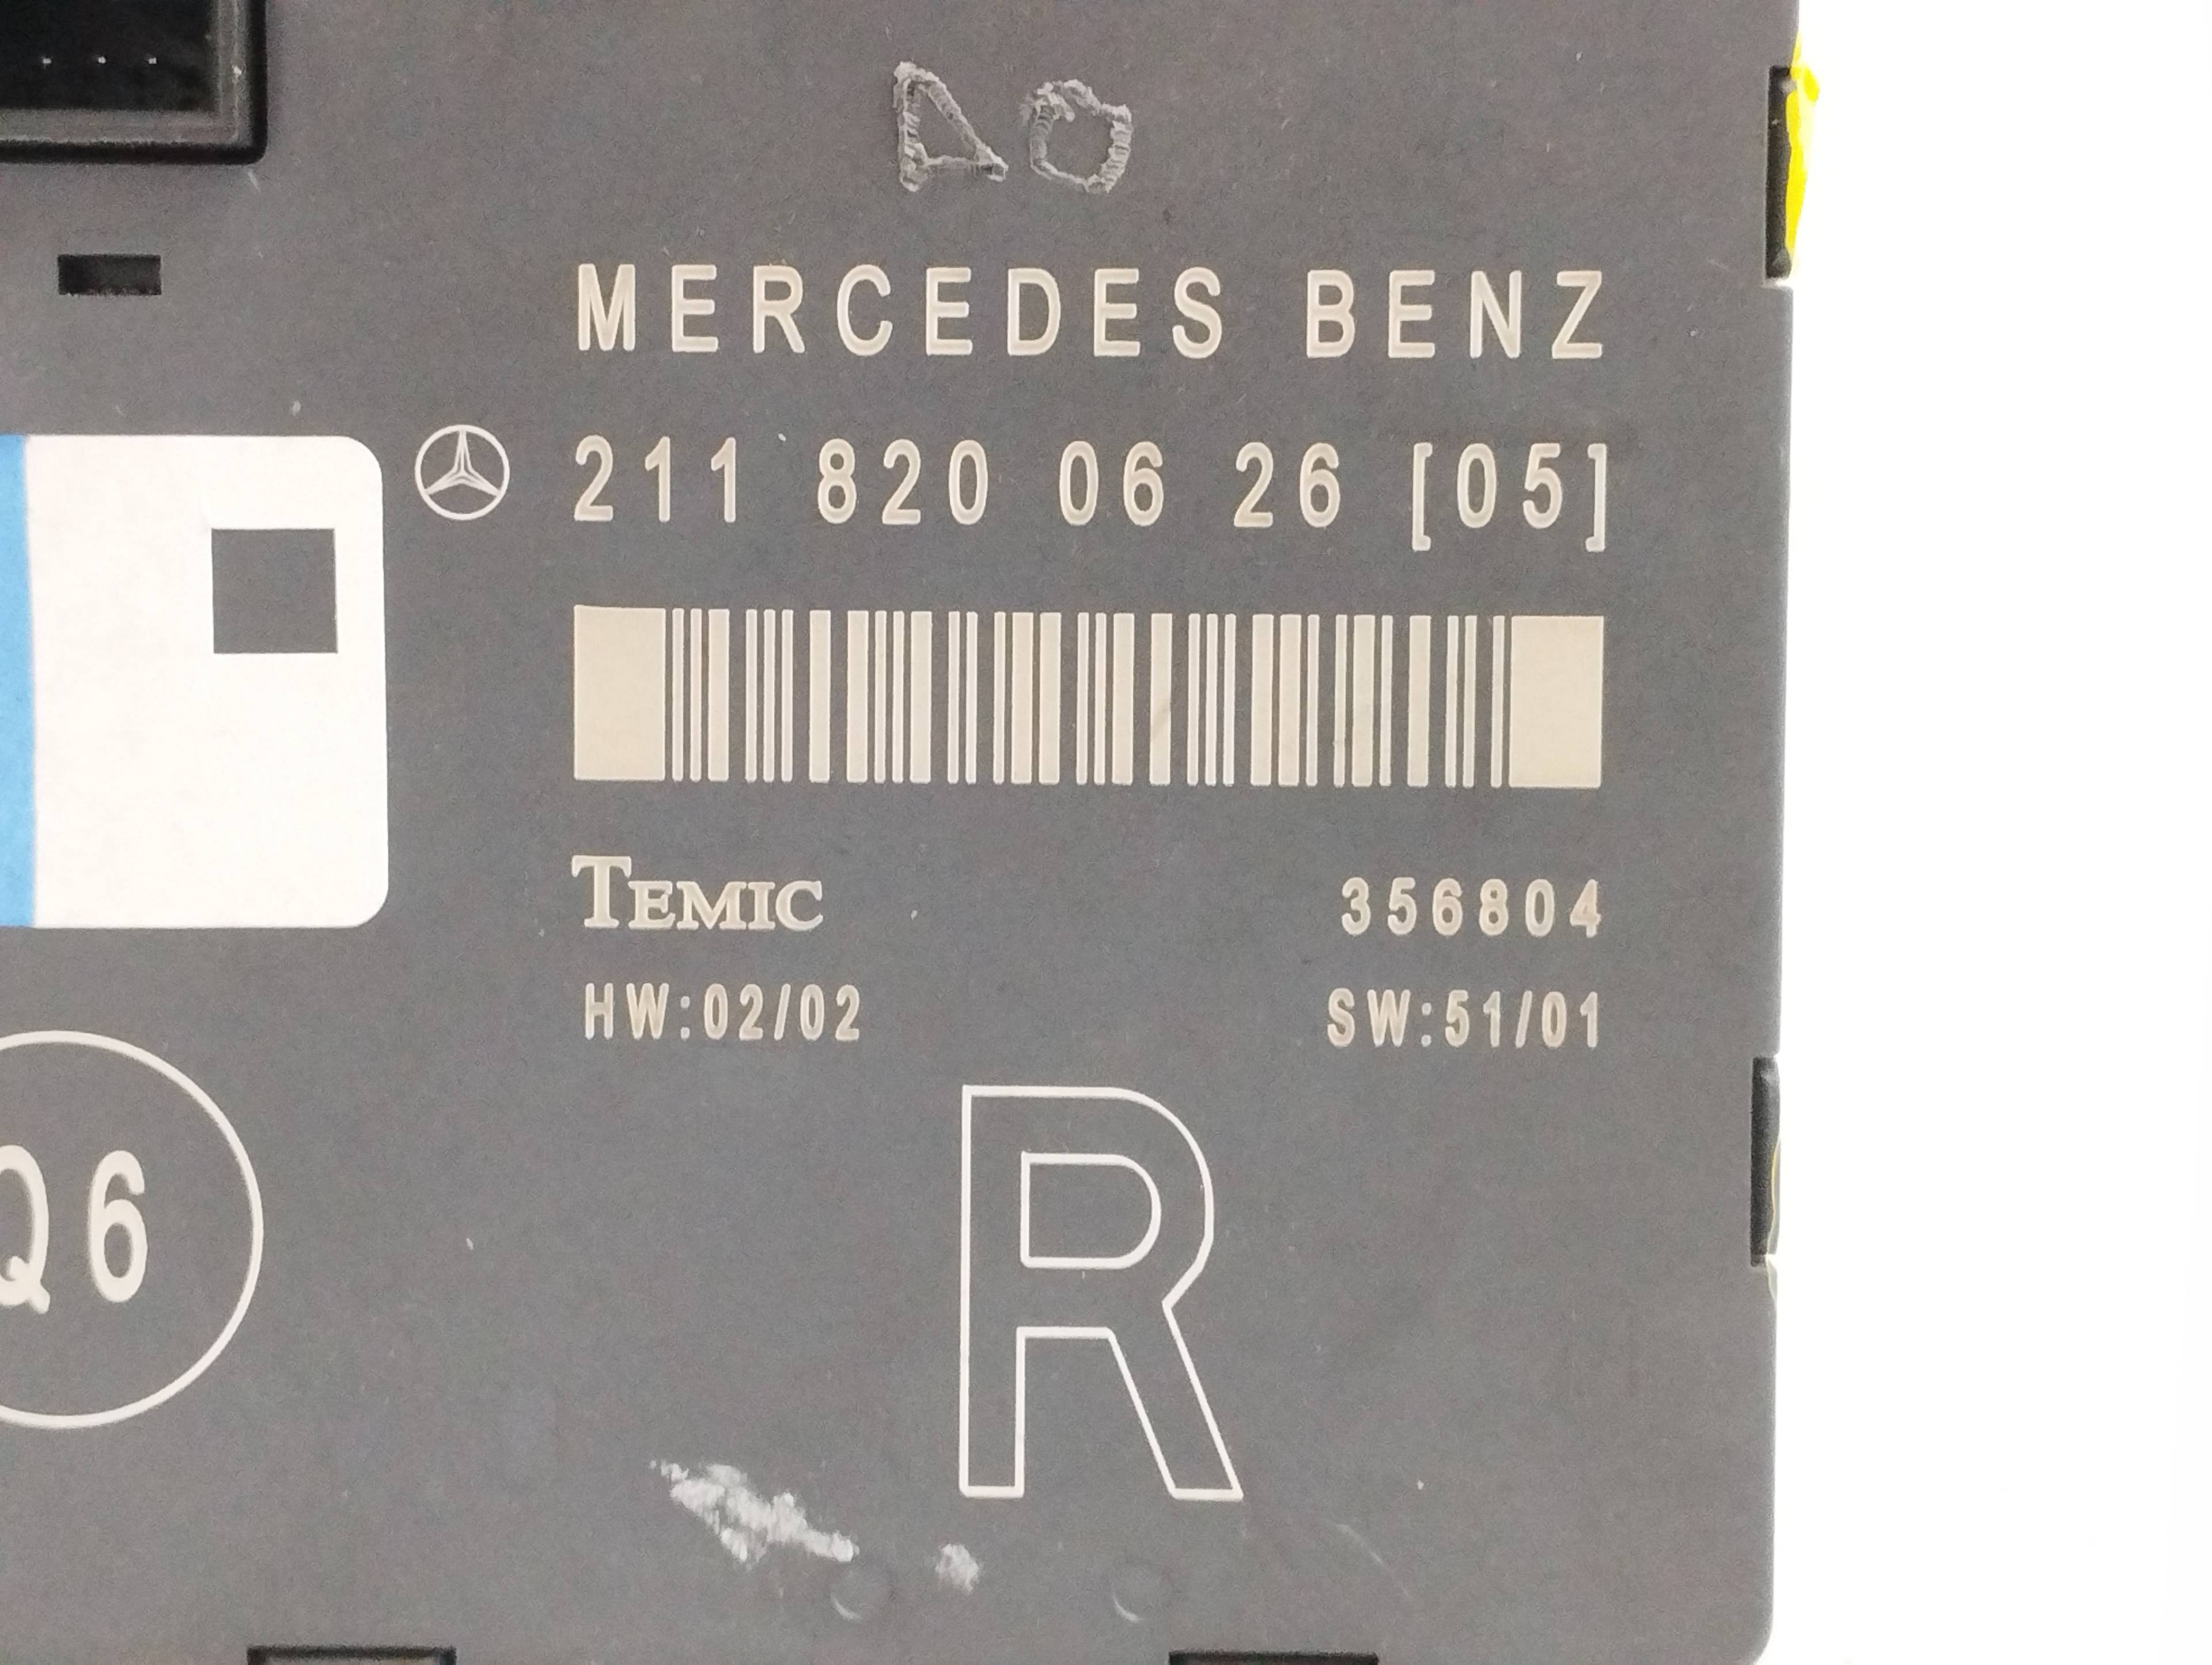 MERCEDES BENZ
211 820 06 26 [05]
TEMIC 356804
HW:02/02 SW:51/01
Q6
R